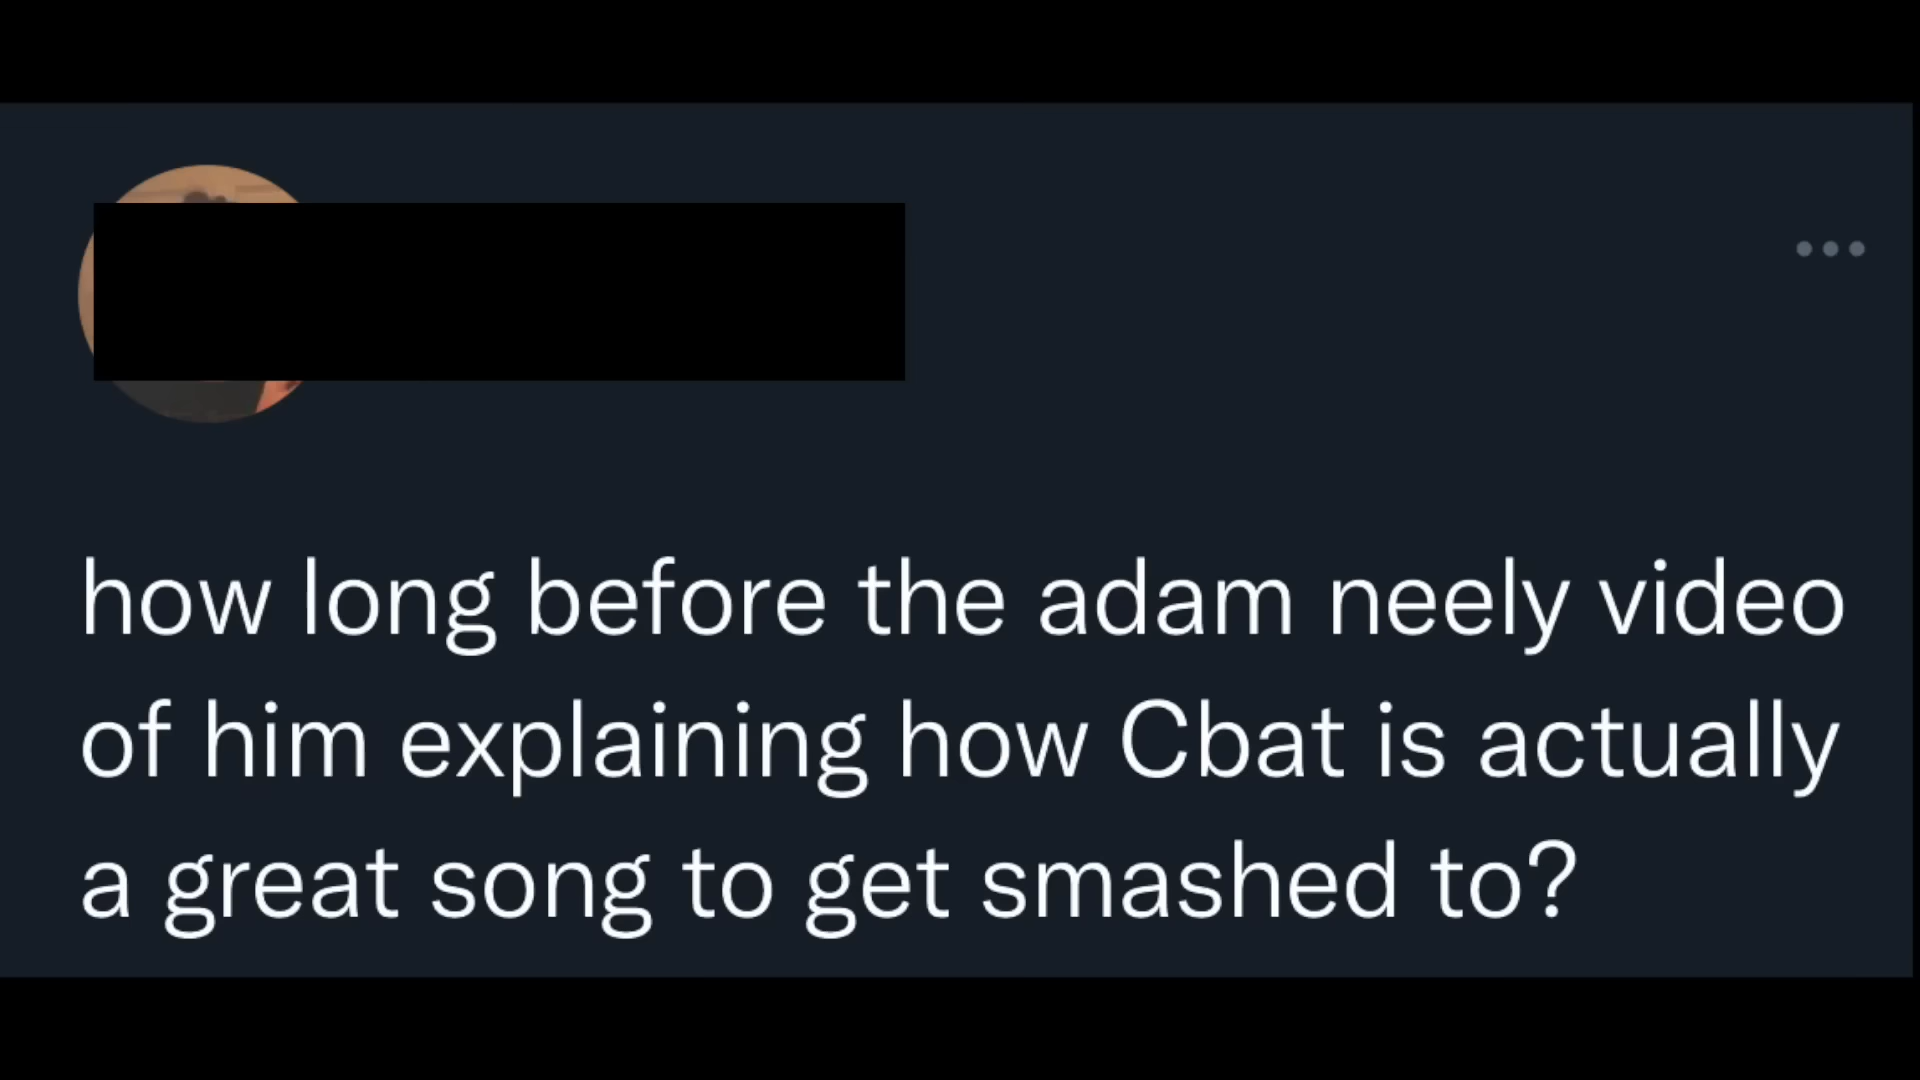 how long before the adam neely video
of him explaining how Cbat is actually
a great song to get smashed to?